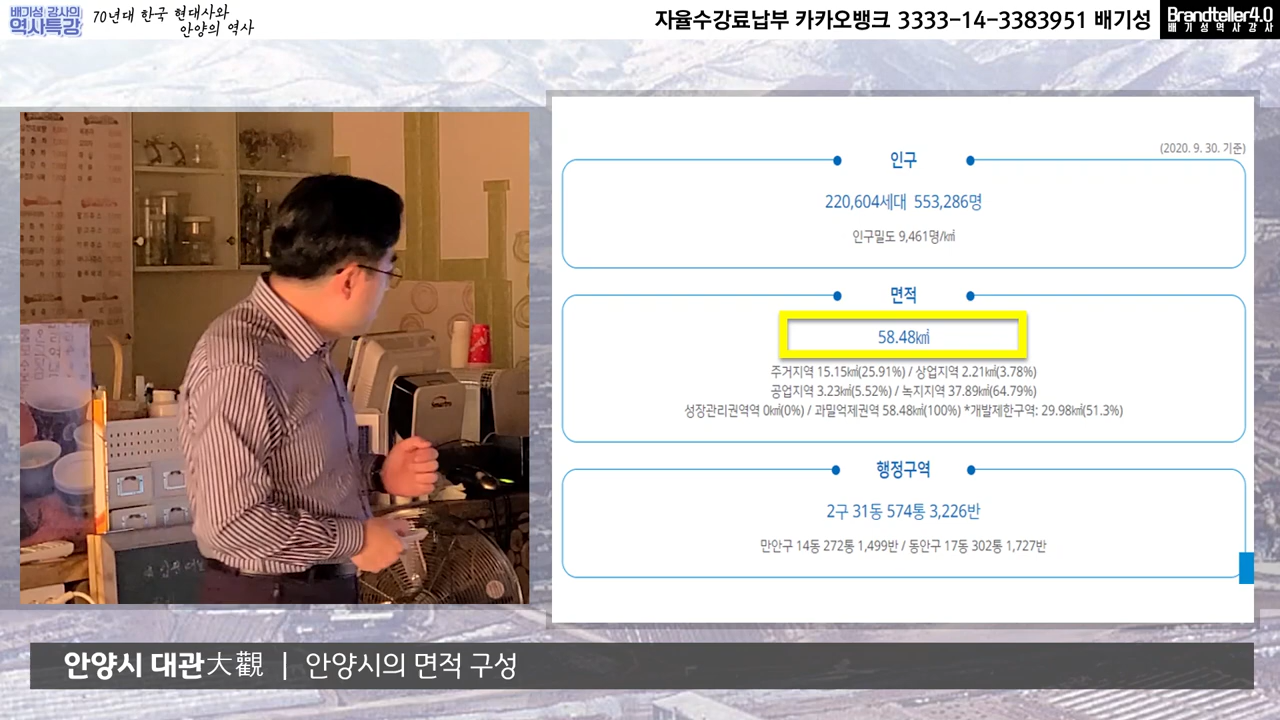 배기성 강사의
역사특강
70년대 한국 현대사와
안양의 역사
자율수강료납부 카카오뱅크 3333-14-3383951 배기성
Brandteller4.0
배기성역사강사
(2020. 9. 30. 기준)
인구
220,604세대 553,286명
인구밀도 9,461명/㎢
면적
58.48㎢
주거지역 15.15㎢(25.91%) / 상업지역 2.21㎢(3.78%)
공업지역 3.23㎢(5.52%) / 녹지지역 37.89㎢(64.79%)
성장관리권역역 0㎢(0%) / 과밀억제권역 58.48㎢(100%) *개발제한구역: 29.98㎢(51.3%)
행정구역
2구 31동 574통 3,226반
만안구 14동 272통 1,499반 / 동안구 17동 302통 1,727반
안양시 대관大觀 | 안양시의 면적 구성